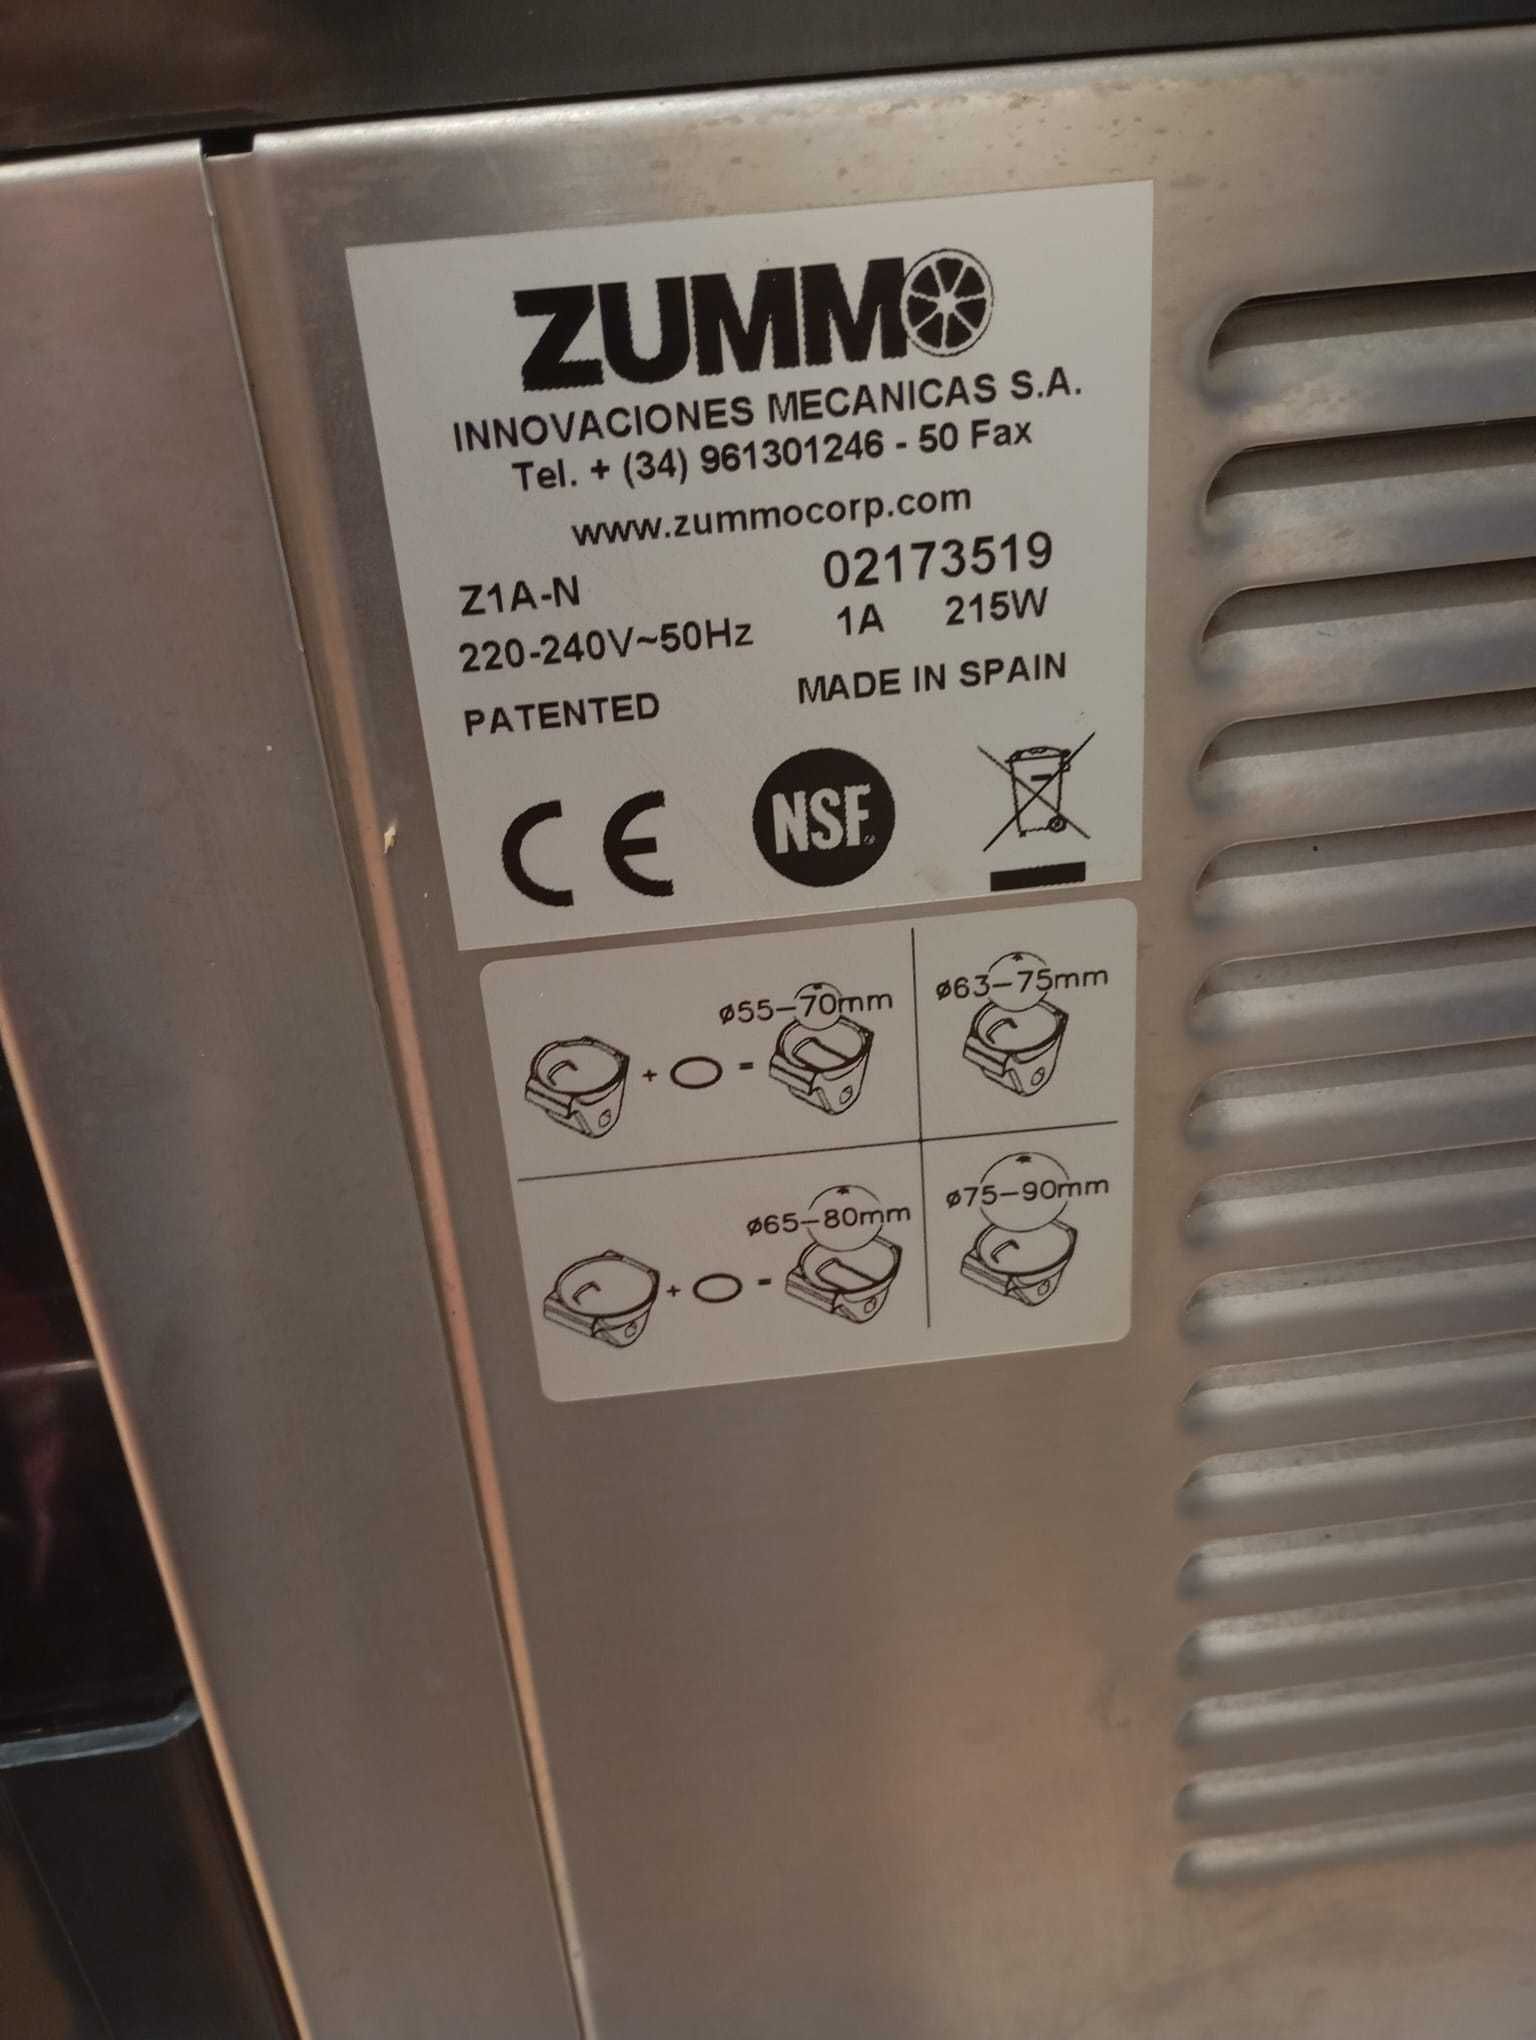 ZUMMO
INNOVACIONES MECANICAS S.A.
Tel. + (34) 961301246 - 50 Fax
www.zummocorp.com
Z1A-N 02173519
220-240V~50Hz 1A 215W
PATENTED MADE IN SPAIN
CE NSF.
+ = ø55-70mm
ø63-75mm
+ = ø65-80mm
ø75-90mm